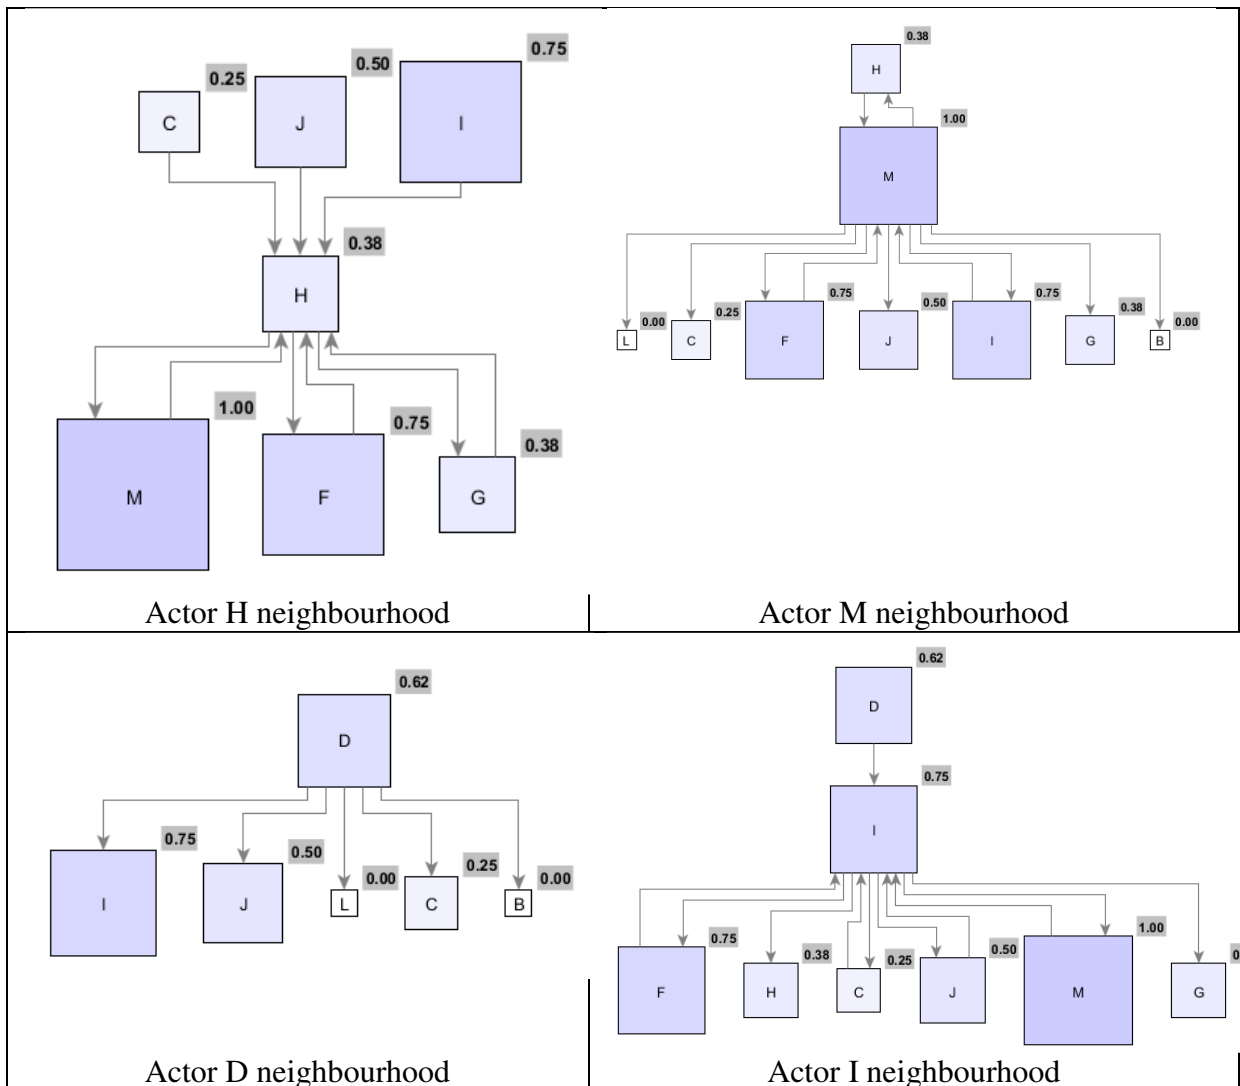 0.75
0.50
0.25
C
J
I
0.38
H
1.00
0.75
0.38
M
F
G
Actor H neighbourhood
0.38
H
1.00
M
0.00
0.25
0.75
0.50
0.75
0.38
0.00
L
C
F
J
I
G
B
Actor M neighbourhood
0.62
D
0.75
0.50
0.00
0.25
0.00
I
J
L
C
B
Actor D neighbourhood
0.62
D
0.75
I
0.75
0.38
0.25
0.50
1.00
F
H
C
J
M
G
Actor I neighbourhood